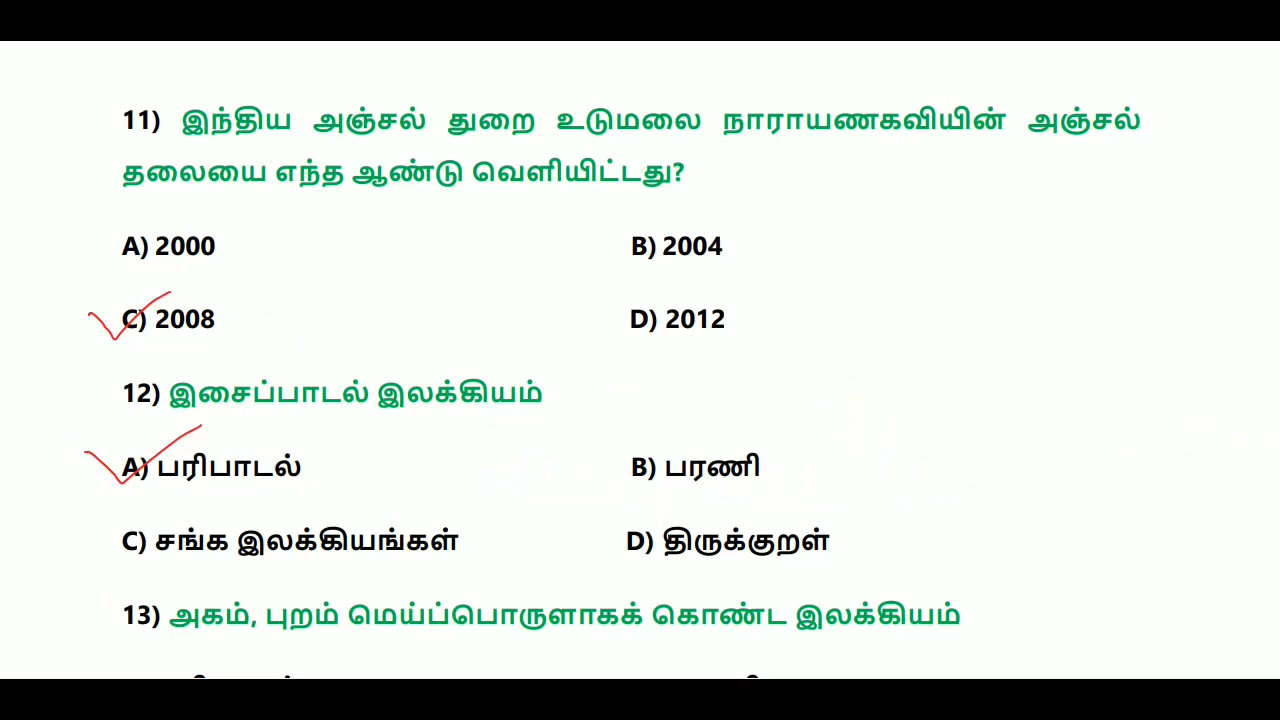 11) இந்திய அஞ்சல் துறை உடுமலை நாராயணகவியின் அஞ்சல்
தலையை எந்த ஆண்டு வெளியிட்டது?
A) 2000 B) 2004
C) 2008 D) 2012
12) இசைப்பாடல் இலக்கியம்
A) பரிபாடல் B) பரணி
C) சங்க இலக்கியங்கள் D) திருக்குறள்
13) அகம், புறம் மெய்ப்பொருளாகக் கொண்ட இலக்கியம்